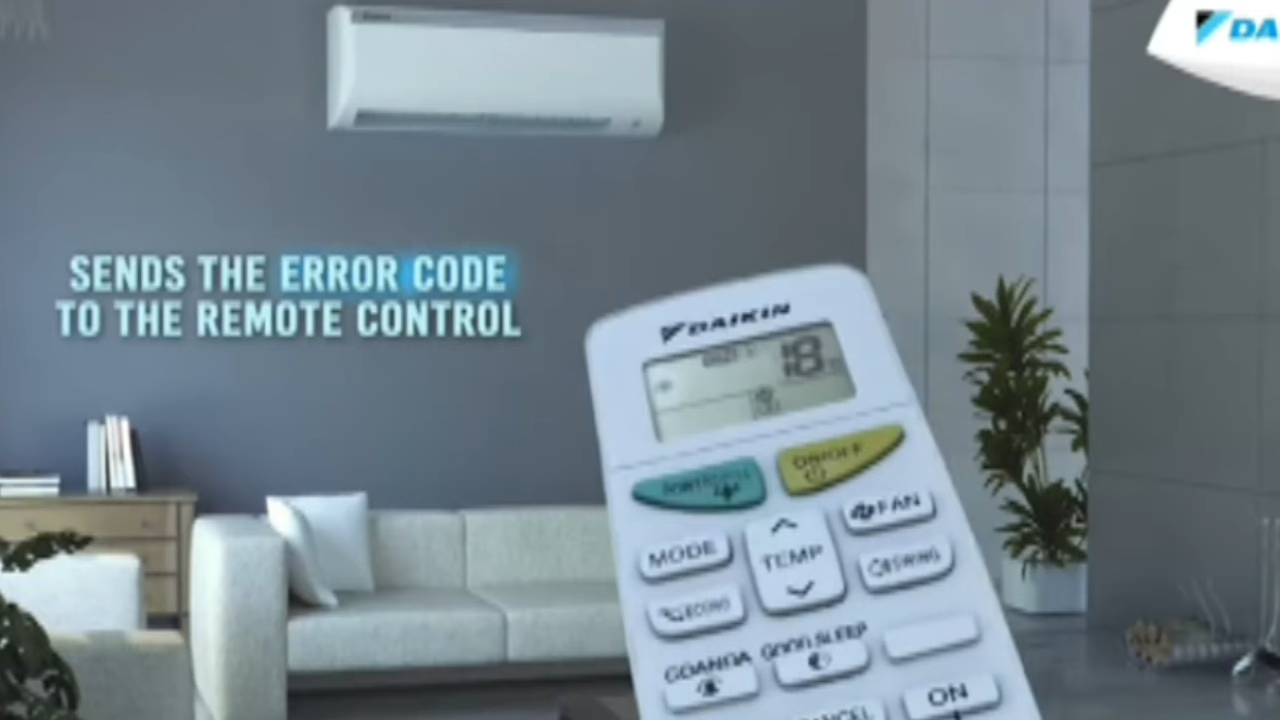 SENDS THE ERROR CODE
TO THE REMOTE CONTROL
DAIKIN
18
ON/OFF
FAN
MODE
TEMP
SWING
ECONO
COANDA
GOOD SLEEP
ON